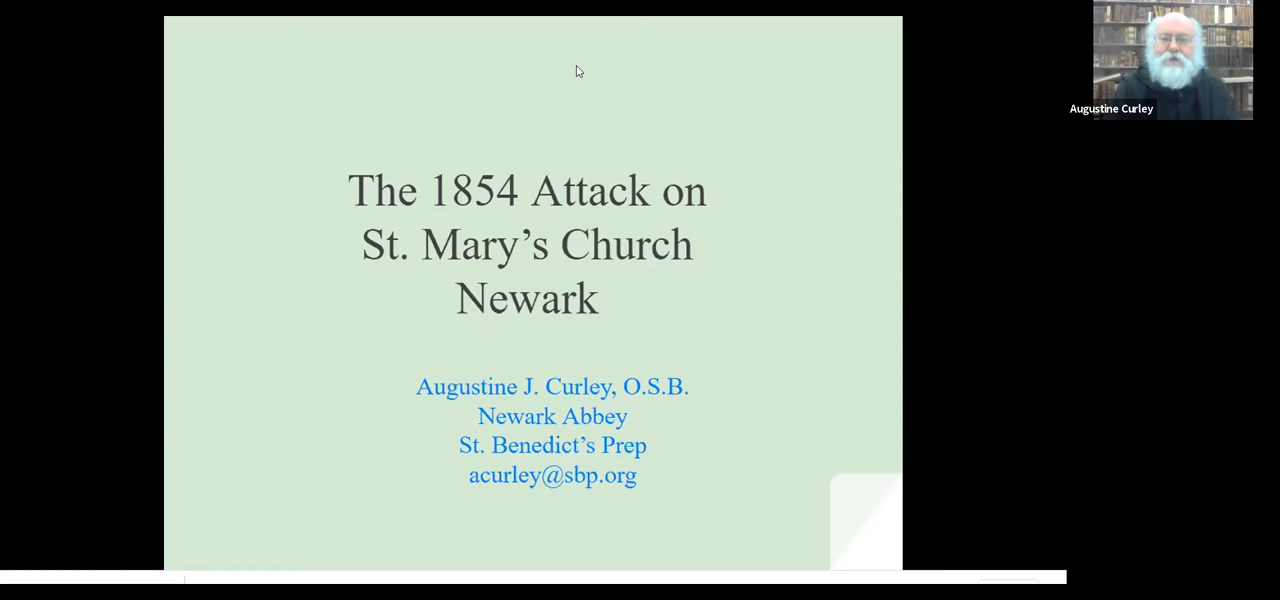 The 1854 Attack on
St. Mary’s Church
Newark
Augustine J. Curley, O.S.B.
Newark Abbey
St. Benedict’s Prep
acurley@sbp.org
Augustine Curley